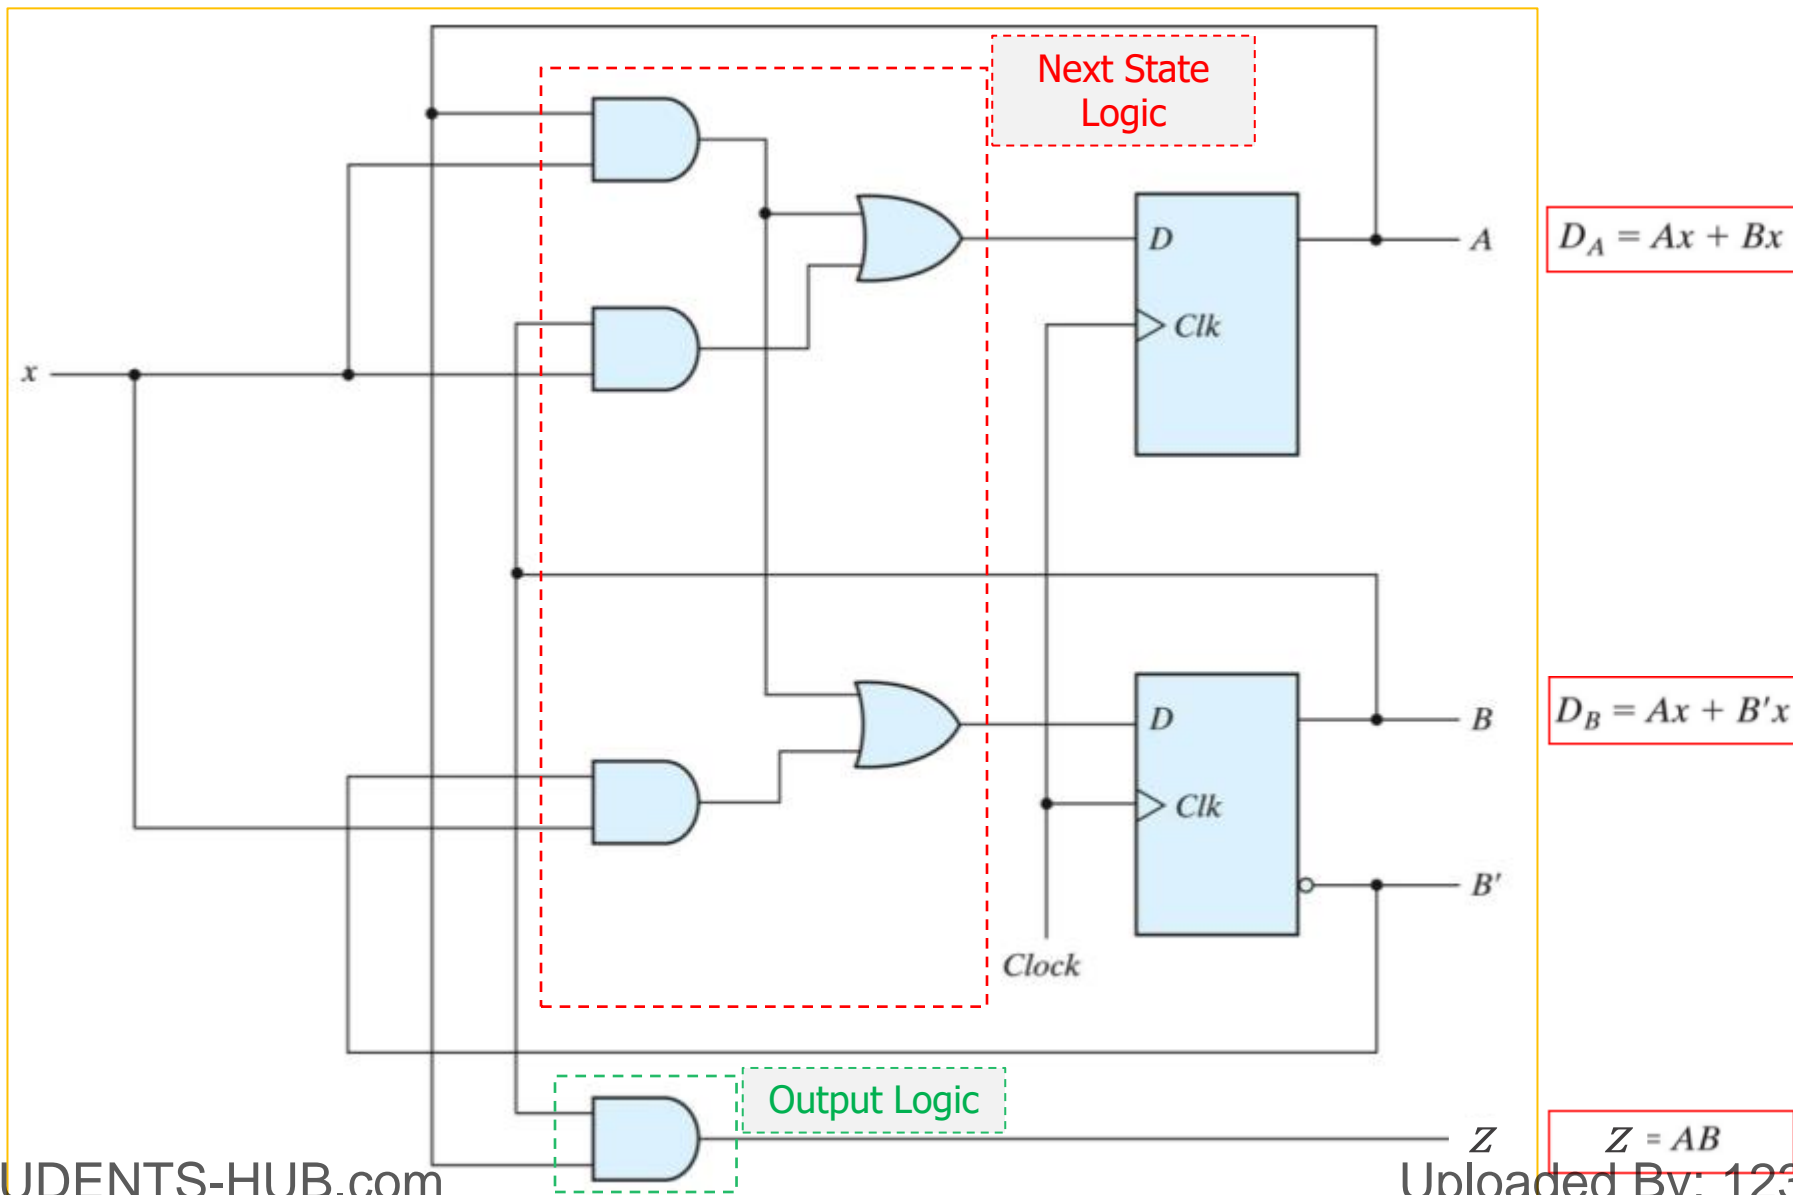 Next State
Logic
D
A
D_A = Ax + Bx
Clk
x
D
B
D_B = Ax + B'x
Clk
B'
Clock
Output Logic
Z
Z = AB
UDENTS-HUB.com
Uploaded By: 123